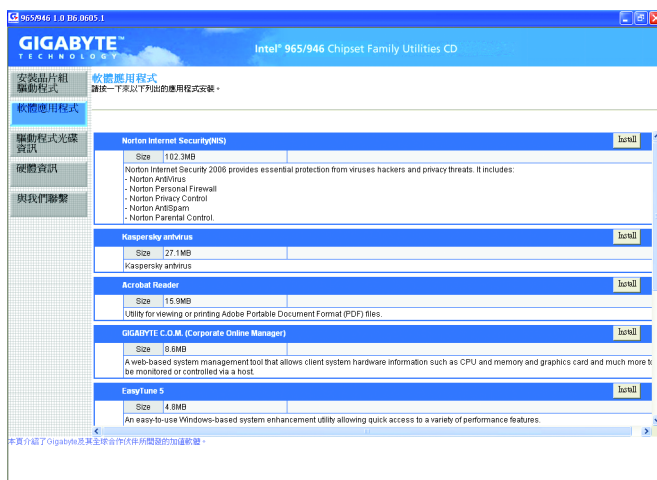 965/946 1.0 B6.0605.1
GIGABYTE™
TECHNOLOGY
Intel® 965/946 Chipset Family Utilities CD
安裝晶片組
驅動程式
軟體應用程式
驅動程式光碟
資訊
硬體資訊
與我們聯繫
軟體應用程式
請按一下來以下列出的應用程式安裝。
Norton Internet Security(NIS)
Install
Size 102.3MB
Norton Internet Security 2006 provides essential protection from viruses hackers and privacy threats. It includes:
- Norton AntiVirus
- Norton Personal Firewall
- Norton Privacy Control
- Norton AntiSpam
- Norton Parental Control.
Kaspersky antvirus
Install
Size 27.1MB
Kaspersky antvirus
Acrobat Reader
Install
Size 15.9MB
Utility for viewing or printing Adobe Portable Document Format (PDF) files.
GIGABYTE C.O.M. (Corporate Online Manager)
Install
Size 8.6MB
A web-based system management tool that allows client system hardware information such as CPU and memory and graphics card and much more to
be monitored or controlled via a host.
EasyTune 5
Install
Size 4.8MB
An easy-to-use Windows-based system enhancement utility allowing quick access to a variety of performance features.
本頁介紹了Gigabyte及其全球合作伙伴所開發的加值軟體。